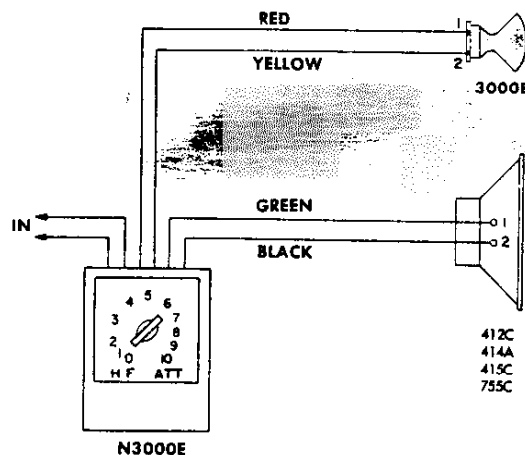 RED
1
YELLOW
2
3000E
GREEN
1
IN
2
BLACK
5
4 6
3 7
8
2 9
1 0 10
H F ATT
412C
414A
415C
755C
N3000E